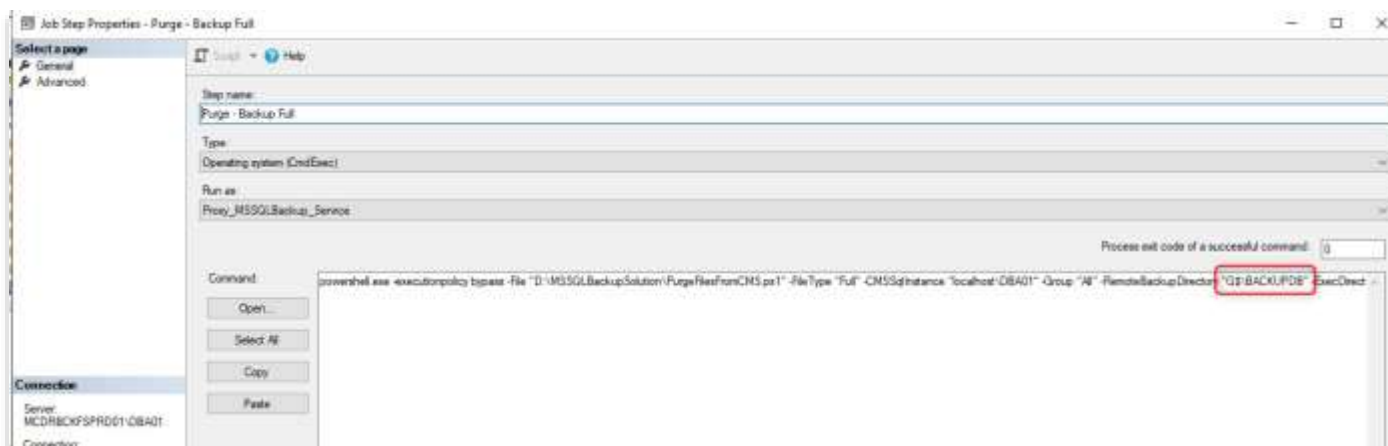 Job Step Properties - Purge - Backup Full
Select a page
General
Advanced
Script
Help
Step name:
Purge - Backup Full
Type:
Operating system (CmdExec)
Run as:
Proxy_MSSQLBackup_Service
Process exit code of a successful command:
0
Command:
powershell.exe -executionpolicy bypass -File "D:\MSSQLBackupSolution\PurgeFilesFromCMS.ps1" -FileType "Full" -CMSSqlInstance "localhost\DBA01" -Group "All" -RemoteBackupDirectory "G$\BACKUPDB" -ExecDirect
Open...
Select All
Copy
Paste
Connection
Server:
MCDRBCKFSPRD01\DBA01
Connection: